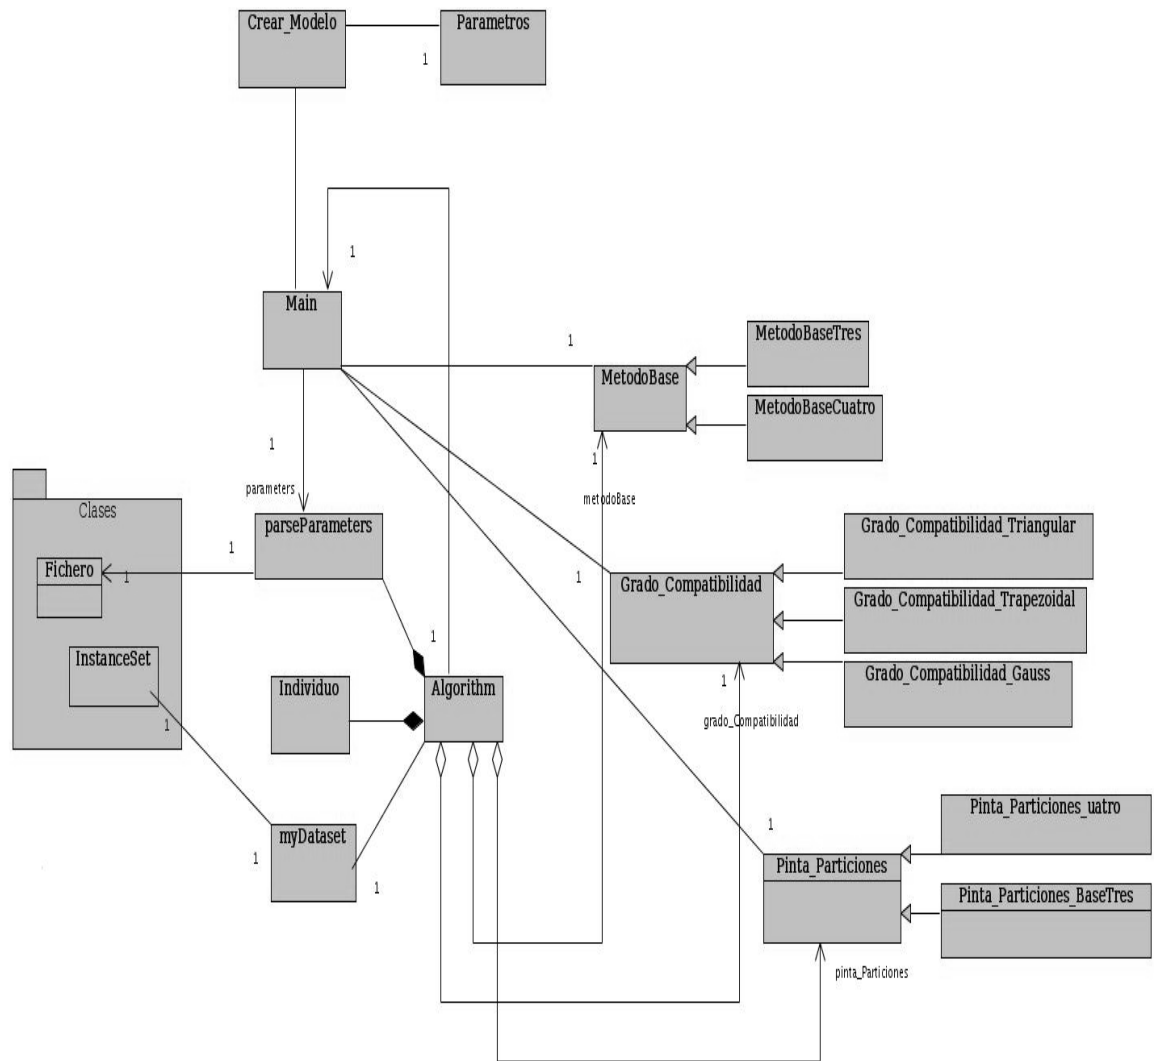 Crear_Modelo
Parametros
1
1
Main
1
MetodoBaseTres
MetodoBase
MetodoBaseCuatro
1
1
parameters
metodoBase
Clases
parseParameters
Grado_Compatibilidad_Triangular
1
Fichero
1
1
Grado_Compatibilidad
Grado_Compatibilidad_Trapezoidal
1
InstanceSet
Individuo
Algorithm
1
Grado_Compatibilidad_Gauss
grado_Compatibilidad
1
Pinta_Particiones_uatro
myDataset
1
1
1
Pinta_Particiones
Pinta_Particiones_BaseTres
pinta_Particiones